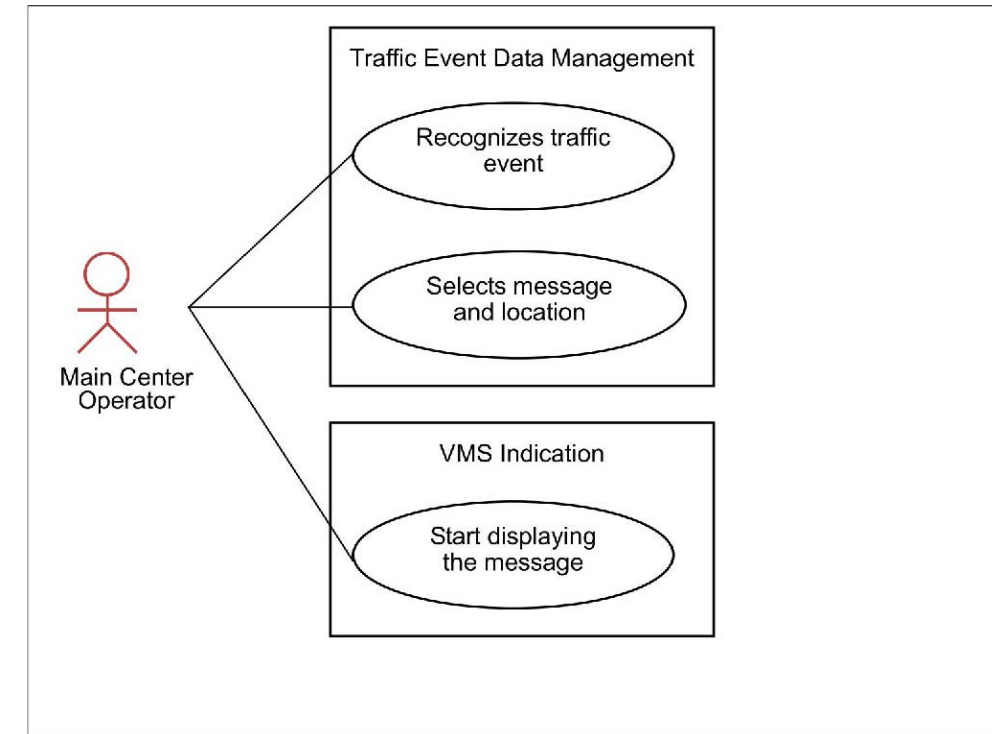 Traffic Event Data Management
Recognizes traffic
event
Selects message
and location
Main Center
Operator
VMS Indication
Start displaying
the message